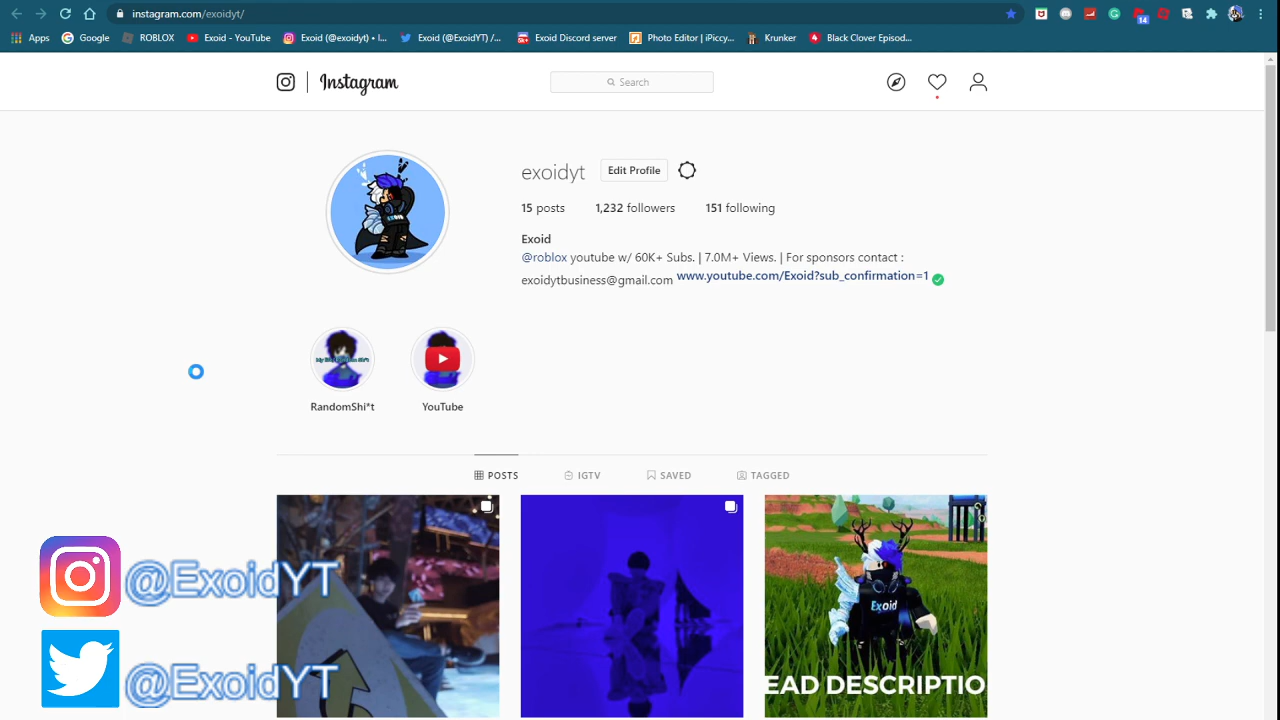 instagram.com/exoidyt/
14
Apps Google ROBLOX Exoid - YouTube Exoid (@exoidyt) • I... Exoid (@ExoidYT) /... Exoid Discord server Photo Editor | iPiccy... Krunker Black Clover Episod...
Instagram Search
exoidyt Edit Profile
15 posts 1,232 followers 151 following
Exoid
@roblox youtube w/ 60K+ Subs. | 7.0M+ Views. | For sponsors contact :
exoidytbusiness@gmail.com www.youtube.com/Exoid?sub_confirmation=1
RandomShi*t YouTube
POSTS IGTV SAVED TAGGED
Exoid
EAD DESCRIPTIO
@ExoidYT
@ExoidYT